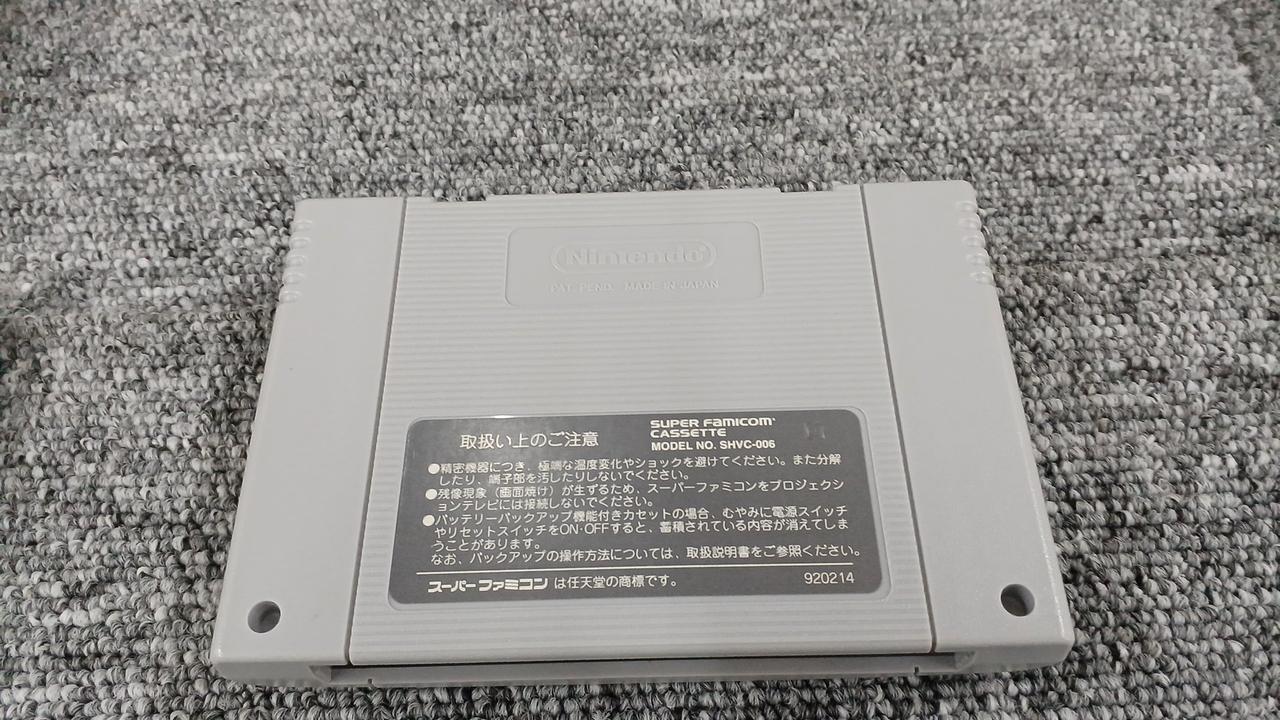 Nintendo
PAT. PEND. MADE IN JAPAN
取扱い上のご注意
SUPER FAMICOM
CASSETTE
MODEL NO. SHVC-006
●精密機器につき、極端な温度変化やショックを避けてください。また分解
したり、端子部を汚したりしないでください。
●残像現象（画面焼け）が生ずるため、スーパーファミコンをプロジェクシ
ョンテレビには接続しないでください。
●バッテリーバックアップ機能付きカセットの場合、むやみに電源スイッチ
やリセットスイッチをON・OFFすると、蓄積されている内容が消えてしま
うことがあります。
なお、バックアップの操作方法については、取扱説明書をご参照ください。
スーパーファミコン は任天堂の商標です。
920214